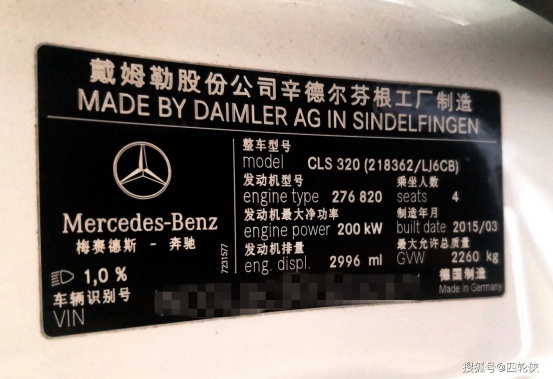 戴姆勒股份公司辛德尔芬根工厂制造
MADE BY DAIMLER AG IN SINDELFINGEN
Mercedes-Benz
梅赛德斯 - 奔驰
1,0 %
车辆识别号
VIN
7231577
整车型号
model CLS 320 (218362/LJ6CB)
发动机型号 乘坐人数
engine type 276 820 seats 4
发动机最大净功率 制造年月
engine power 200 kW built date 2015/03
发动机排量 最大允许总质量
eng. displ. 2996 ml GVW 2260 kg
德国制造
Made in Germany
搜狐号@四轮侠